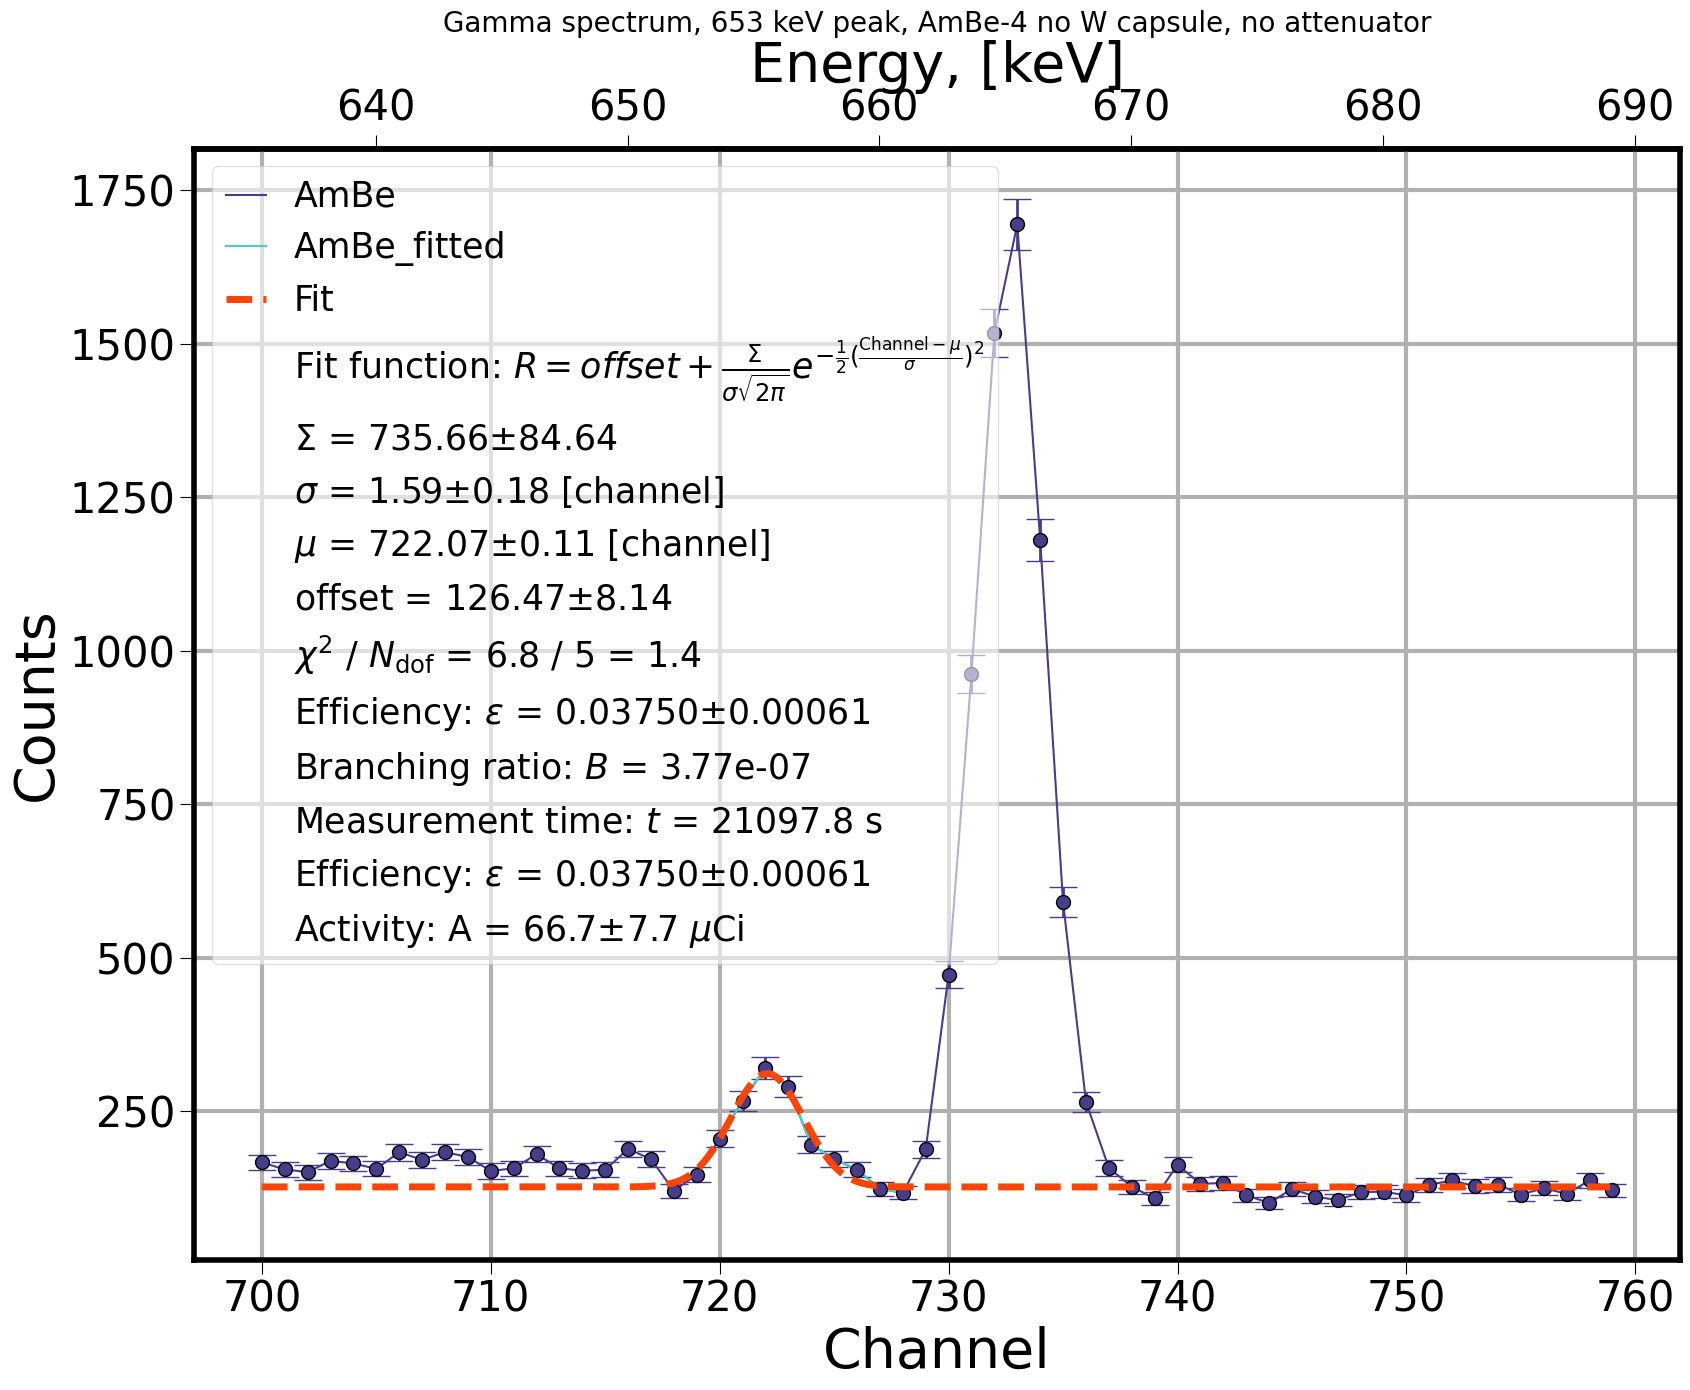 Gamma spectrum, 653 keV peak, AmBe-4 no W capsule, no attenuator
Energy, [keV]
640 650 660 670 680 690
1750
1500
1250
1000
750
500
250
Counts
AmBe
AmBe_fitted
Fit
Fit function: $R = offset + \frac{\Sigma}{\sigma\sqrt{2\pi}} e^{-\frac{1}{2}(\frac{\mathrm{Channel}-\mu}{\sigma})^2}$
Σ = 735.66±84.64
σ = 1.59±0.18 [channel]
μ = 722.07±0.11 [channel]
offset = 126.47±8.14
χ² / N_dof = 6.8 / 5 = 1.4
Efficiency: ε = 0.03750±0.00061
Branching ratio: B = 3.77e-07
Measurement time: t = 21097.8 s
Efficiency: ε = 0.03750±0.00061
Activity: A = 66.7±7.7 μCi
700 710 720 730 740 750 760
Channel